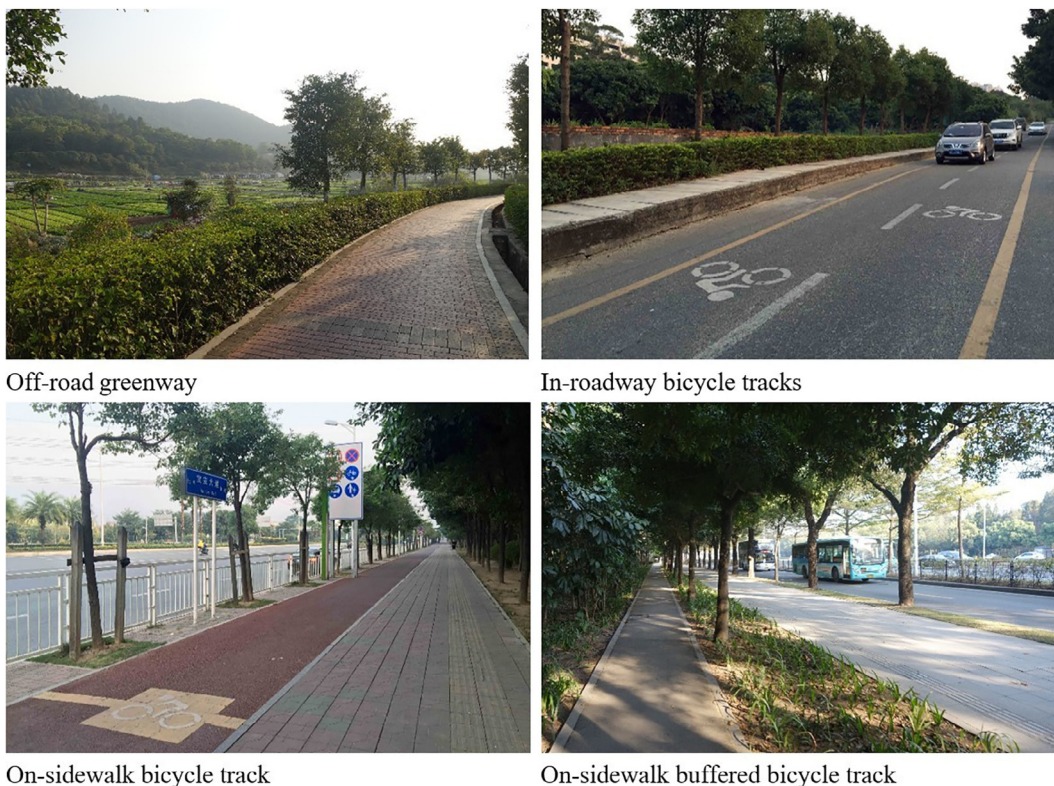 Off-road greenway
In-roadway bicycle tracks
On-sidewalk bicycle track
On-sidewalk buffered bicycle track